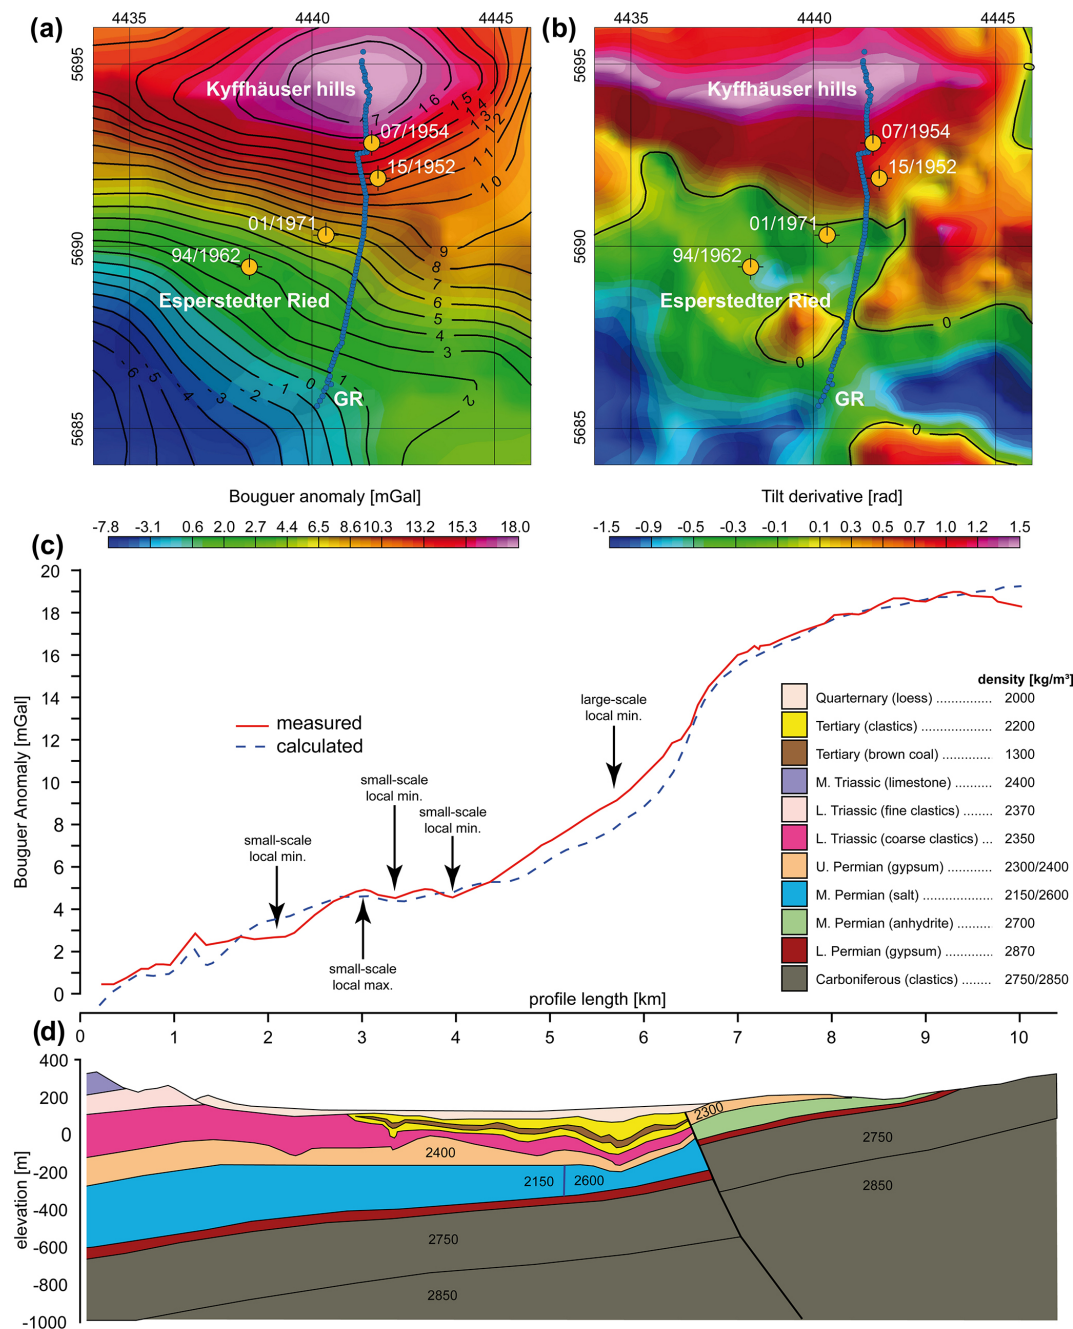 (a)
4435 4440 4445
5695
5690
5685
Kyffhäuser hills
07/1954
15/1952
01/1971
94/1962
Esperstedter Ried
GR
17 16 15 14 13 12 11 10
9
8
7
6
5
4
3
2
1
0
1
2
3
4
5
6
Bouguer anomaly [mGal]
-7.8 -3.1 0.6 2.0 2.7 4.4 6.5 8.6 10.3 13.2 15.3 18.0
(b)
4435 4440 4445
5695
5690
5685
0
Kyffhäuser hills
07/1954
15/1952
01/1971
94/1962
Esperstedter Ried
0
0
GR
0
Tilt derivative [rad]
-1.5 -0.9 -0.5 -0.3 -0.1 0.1 0.3 0.5 0.7 1.0 1.2 1.5
(c)
Bouguer Anomaly [mGal]
20
18
16
14
12
10
8
6
4
2
0
measured
calculated
small-scale
local min.
small-scale
local min.
small-scale
local min.
small-scale
local max.
large-scale
local min.
density [kg/m³]
Quarternary (loess) .............. 2000
Tertiary (clastics) ................. 2200
Tertiary (brown coal) ............. 1300
M. Triassic (limestone) .......... 2400
L. Triassic (fine clastics) ......... 2370
L. Triassic (coarse clastics) ... 2350
U. Permian (gypsum) ............ 2300/2400
M. Permian (salt) .................. 2150/2600
M. Permian (anhydrite) ......... 2700
L. Permian (gypsum) ............. 2870
Carboniferous (clastics) ........ 2750/2850
profile length [km]
0 1 2 3 4 5 6 7 8 9 10
(d)
elevation [m]
400
200
0
-200
-400
-600
-800
-1000
2300
2400
2150 2600
2750
2850
2750
2850